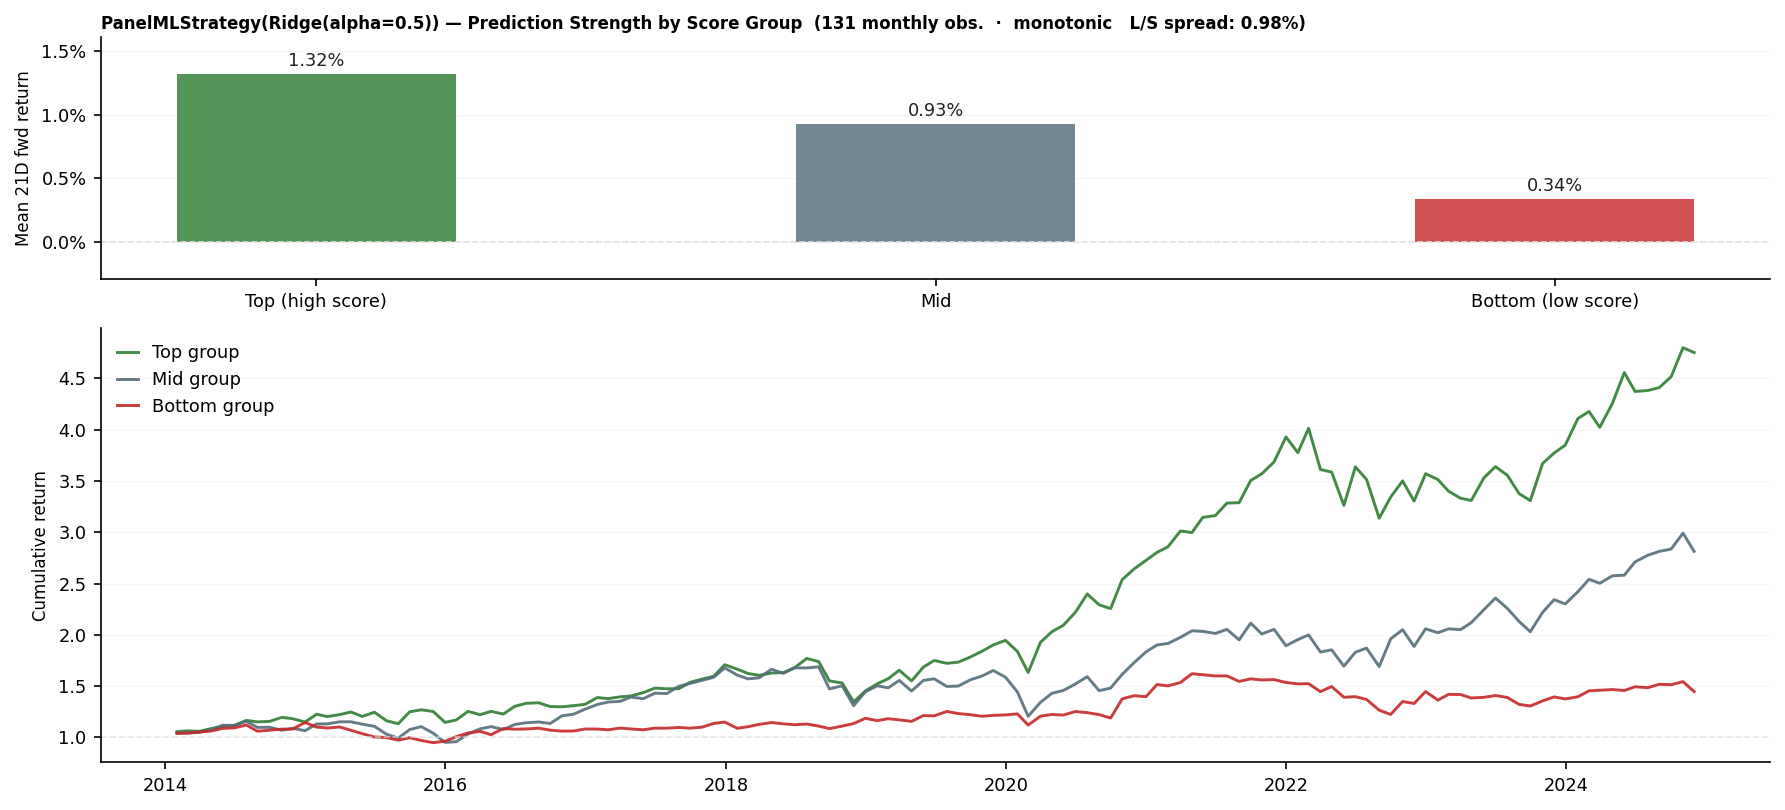 PanelMLStrategy(Ridge(alpha=0.5)) — Prediction Strength by Score Group  (131 monthly obs.  ·  monotonic   L/S spread: 0.98%)
Mean 21D fwd return
1.5%
1.0%
0.5%
0.0%
1.32%
0.93%
0.34%
Top (high score)
Mid
Bottom (low score)
Cumulative return
4.5
4.0
3.5
3.0
2.5
2.0
1.5
1.0
Top group
Mid group
Bottom group
2014
2016
2018
2020
2022
2024